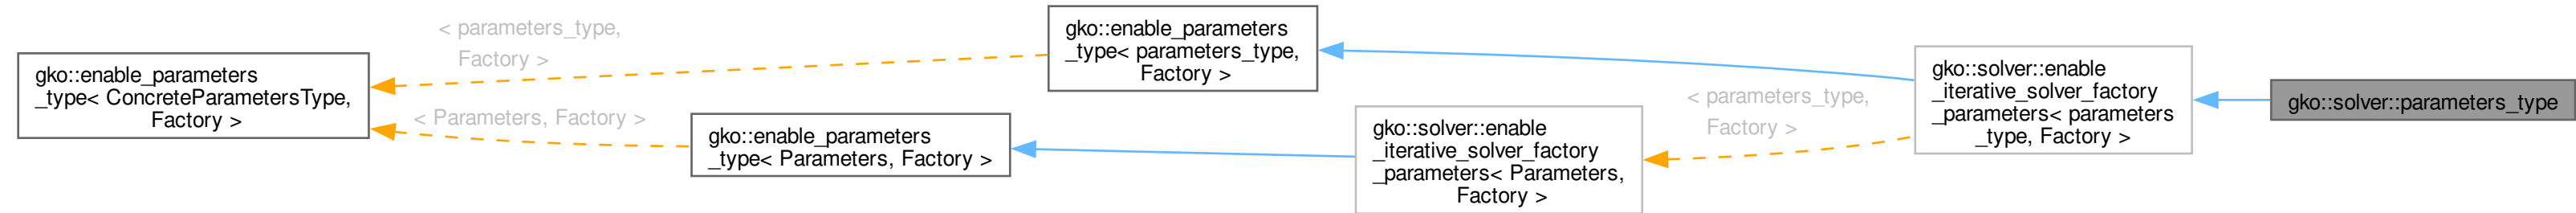 gko::enable_parameters
_type< ConcreteParametersType,
Factory >
< parameters_type,
Factory >
< Parameters, Factory >
gko::enable_parameters
_type< parameters_type,
Factory >
gko::enable_parameters
_type< Parameters, Factory >
gko::solver::enable
_iterative_solver_factory
_parameters< Parameters,
Factory >
< parameters_type,
Factory >
gko::solver::enable
_iterative_solver_factory
_parameters< parameters
_type, Factory >
gko::solver::parameters_type